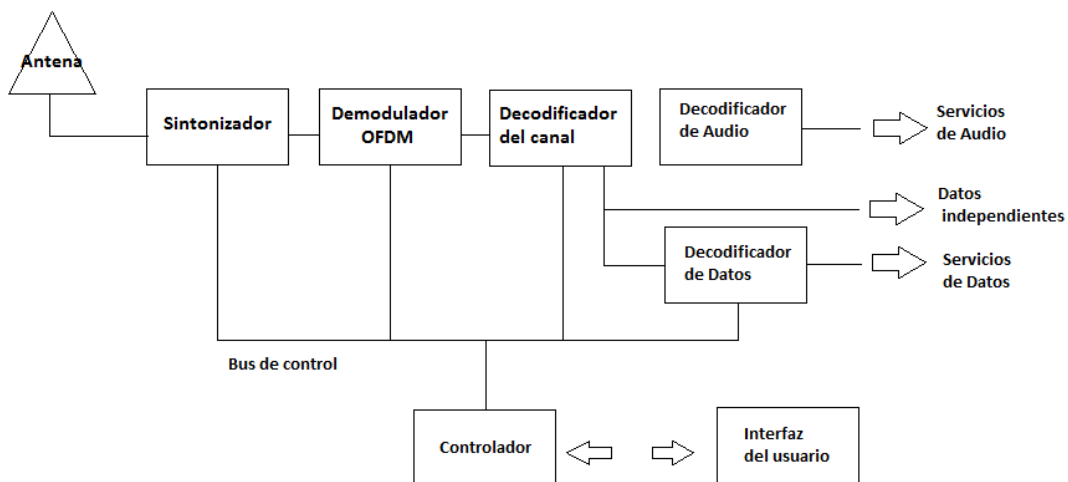 Antena
Sintonizador
Demodulador
OFDM
Decodificador
del canal
Decodificador
de Audio
Servicios
de Audio
Datos
independientes
Decodificador
de Datos
Servicios
de Datos
Bus de control
Controlador
Interfaz
del usuario